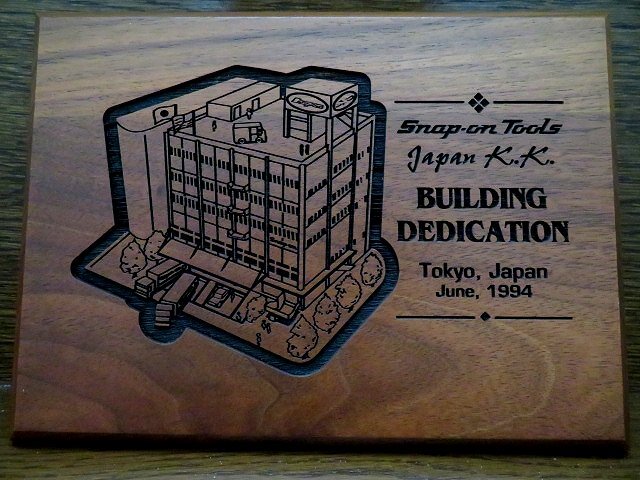 Snap-on Tools
Japan K.K.
BUILDING
DEDICATION
Tokyo, Japan
June, 1994